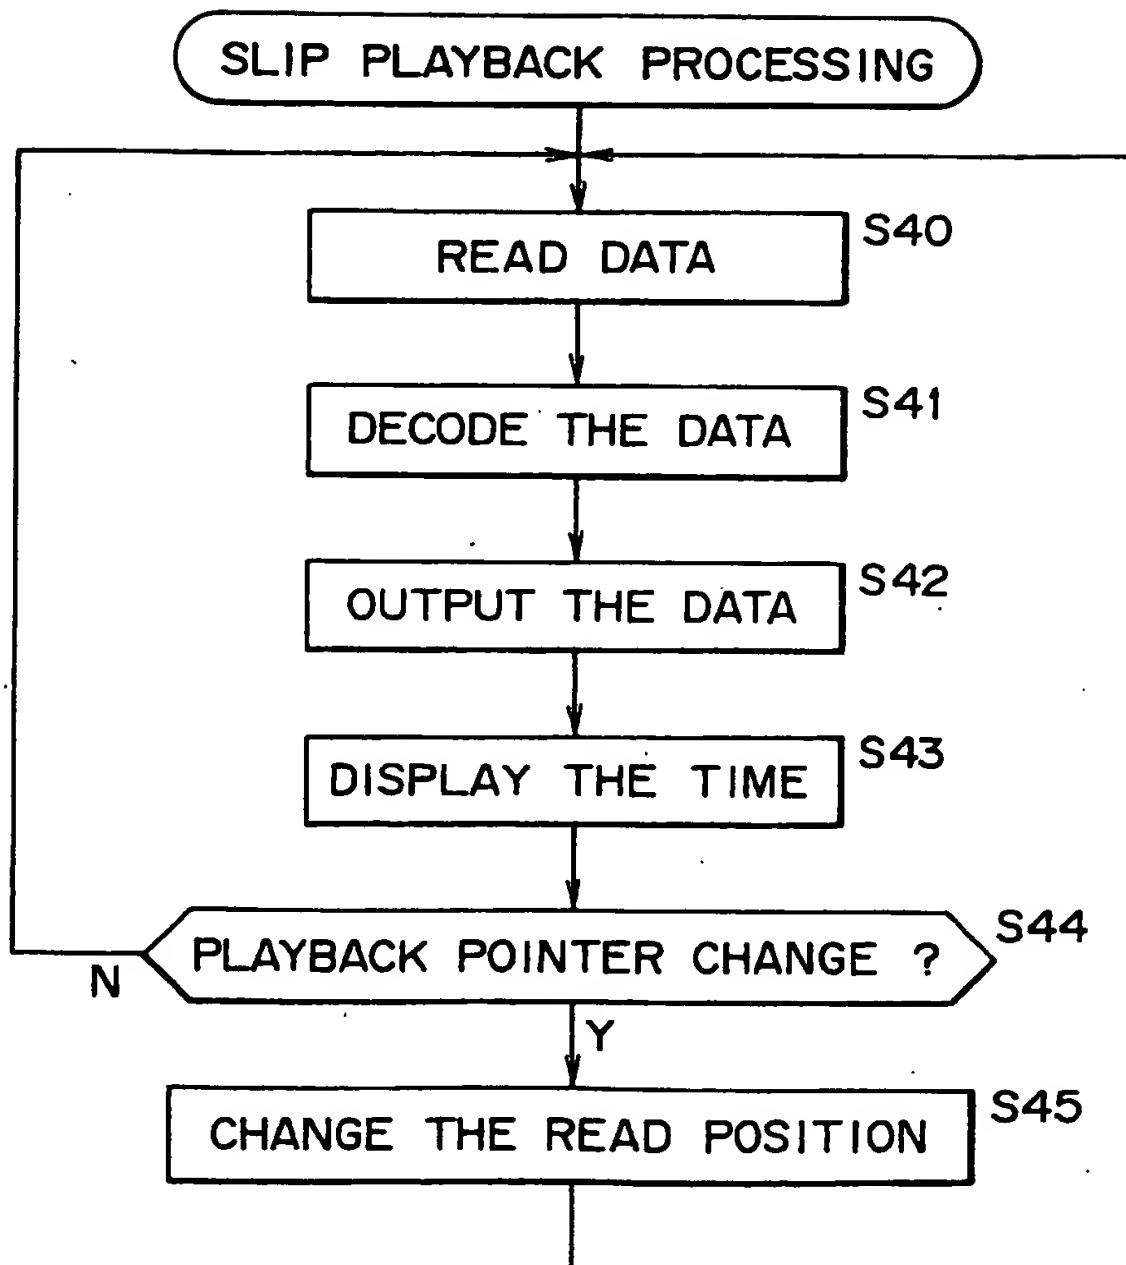 SLIP PLAYBACK PROCESSING
READ DATA
S40
DECODE THE DATA
S41
OUTPUT THE DATA
S42
DISPLAY THE TIME
S43
PLAYBACK POINTER CHANGE ?
S44
N
Y
CHANGE THE READ POSITION
S45